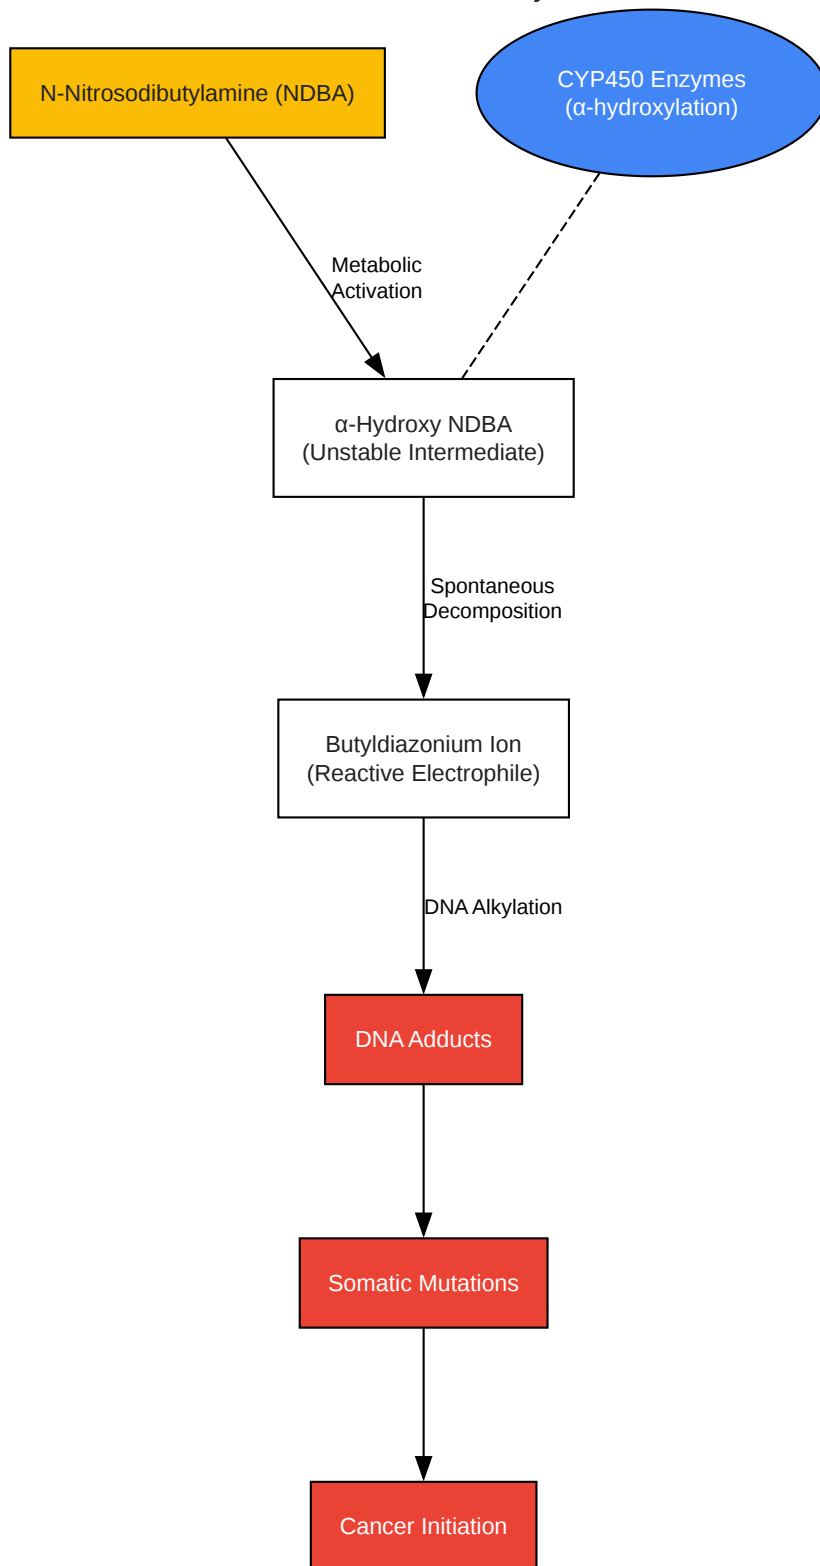 N-Nitrosodibutylamine (NDBA)
CYP450 Enzymes
(α-hydroxylation)
Metabolic
Activation
α-Hydroxy NDBA
(Unstable Intermediate)
Spontaneous
Decomposition
Butyldiazonium Ion
(Reactive Electrophile)
DNA Alkylation
DNA Adducts
Somatic Mutations
Cancer Initiation